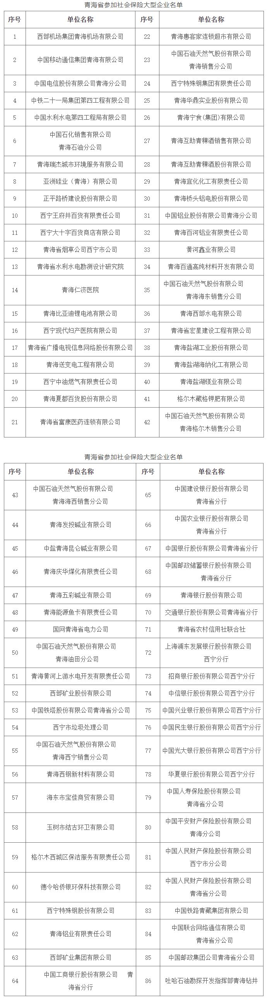 青海省参加社会保险大型企业名单
序号 单位名称 序号 单位名称
1 西部机场集团青海机场有限公司 22 青海惠客家连锁超市有限公司
2 中国移动通信集团青海有限公司 23 中国石油天然气股份有限公司
青海销售分公司
3 中国电信股份有限公司青海分公司 24 西宁特殊钢集团有限责任公司
4 中铁二十一局集团第四工程有限公司 25 青海华鼎实业股份有限公司
5 中国水利水电第四工程局有限公司 26 青海宁食(集团)有限公司
6 中国石化销售有限公司
青海石油分公司 27 青海互助青稞酒销售有限公司
7 青海瑞杰城市环境服务有限公司 28 青海互助青稞酒股份有限公司
8 亚洲硅业（青海）有限公司 29 青海宜化化工有限责任公司
9 正平路桥建设股份有限公司 30 青海桥头铝电股份有限公司
10 西宁王府井百货有限责任公司 31 中国铝业股份有限公司青海分公司
11 西宁大十字百货商店有限公司 32 青海百河铝业有限责任公司
12 青海省烟草公司西宁市公司 33 黄河鑫业有限公司
13 青海省水利水电勘测设计研究院 34 青海百通高纯材料开发有限公司
14 青海仁济医院 35 中国石油天然气股份有限公司
青海海东销售分公司
15 青海比亚迪锂电池有限公司 36 青海西部水电有限公司
16 西宁现代妇产医院有限公司 37 青海省宏星建设工程有限公司
17 青海省广播电视信息网络股份有限公司 38 青海盐湖工业股份有限公司
18 青海送变电工程有限公司 39 青海盐湖海纳化工有限公司
19 西宁中油燃气有限责任公司 40 青海盐湖镁业有限公司
20 青海夏都百货股份有限公司 41 格尔木藏格钾肥有限公司
21 青海省富康医药连锁有限公司 42 中国石油天然气股份有限公司
青海格尔木销售分公司
青海省参加社会保险大型企业名单
序号 单位名称 序号 单位名称
43 中国石油天然气股份有限公司
青海海西销售分公司 65 中国建设银行股份有限公司
青海省分行
44 青海发投碱业有限公司 66 中国农业银行股份有限公司
青海省分行
45 中盐青海昆仑碱业有限公司 67 中国银行股份有限公司青海省分行
46 青海庆华煤化有限责任公司 68 中国邮政储蓄银行股份有限公司
青海省分行
47 青海五彩碱业有限公司 69 青海银行股份有限公司
48 青海能源鱼卡有限责任公司 70 交通银行股份有限公司青海省分行
49 国网青海省电力公司 71 青海省农村信用社联合社
50 中国石油天然气股份有限公司
青海油田分公司 72 上海浦东发展银行股份有限公司
西宁分行
51 青海黄河上游水电开发有限责任公司 73 招商银行股份有限公司西宁分行
52 西部矿业股份有限公司 74 中信银行股份有限公司西宁分行
53 中国铁塔股份有限公司青海省分公司 75 中国兴业银行股份有限公司西宁分行
54 西宁市垃圾处理公司 76 中国民生银行股份有限公司西宁分行
55 中国石油天然气股份有限公司
青海西宁销售分公司 77 中国光大银行股份有限公司西宁分行
56 青海西钢新材料有限公司 78 华夏银行股份有限公司西宁分行
57 海东市宝佳商贸有限公司 79 中国人寿保险股份有限公司
青海省分公司
58 玉树市结古环卫有限公司 80 中国平安财产保险股份有限公司
青海分公司
59 格尔木西城区保洁服务有限责任公司 81 中国人民财产保险股份有限公司
西宁市分公司
60 德令哈侨银环保科技有限公司 82 中国人民财产保险股份有限公司
青海省分公司
61 西宁特殊钢股份有限公司 83 中国铁路青藏集团有限公司
62 青海铝业有限责任公司 84 中国联合网络通信有限公司
青海省分公司
63 西部矿业集团有限公司 85 中国邮政集团公司青海省分公司
64 中国工商银行股份有限公司 青
海省分行 86 吐哈石油勘探开发指挥部青海钻井